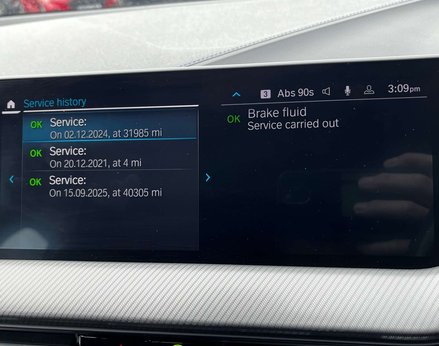 Service history
3 Abs 90s 3:09pm
OK Service:
On 02.12.2024, at 31985 mi
OK Service:
On 20.12.2021, at 4 mi
OK Service:
On 15.09.2025, at 40305 mi
OK Brake fluid
Service carried out